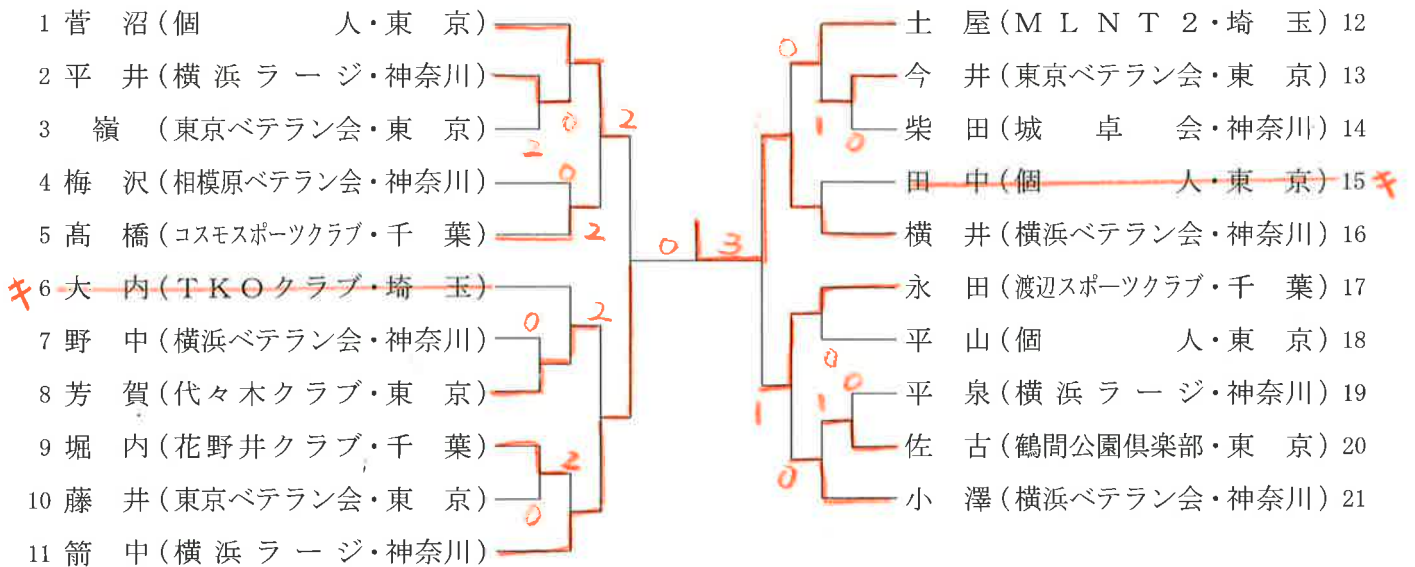 1 菅 沼(個 人・東 京)
2 平 井(横 浜 ラ ー ジ・神奈川)
3 嶺 (東京ベテラン会・東 京)
4 梅 沢(相模原ベテラン会・神奈川)
5 髙 橋(コスモスポーツクラブ・千 葉)
キ 6 大 内(T K O ク ラ ブ・埼 玉)
7 野 中(横浜ベテラン会・神奈川)
8 芳 賀(代々木クラブ・東 京)
9 堀 内(花野井クラブ・千 葉)
10 藤 井(東京ベテラン会・東 京)
11 箭 中(横 浜 ラ ー ジ・神奈川)
0
2
0
2
2
0
2
2
0
0 3
土 屋(M L N T 2・埼 玉) 12
今 井(東京ベテラン会・東 京) 13
柴 田(城 卓 会・神奈川) 14
田 中(個 人・東 京) 15 キ
横 井(横浜ベテラン会・神奈川) 16
永 田(渡辺スポーツクラブ・千 葉) 17
平 山(個 人・東 京) 18
平 泉(横 浜 ラ ー ジ・神奈川) 19
佐 古(鶴間公園倶楽部・東 京) 20
小 澤(横浜ベテラン会・神奈川) 21
0
1 0
0
0
1 1
0